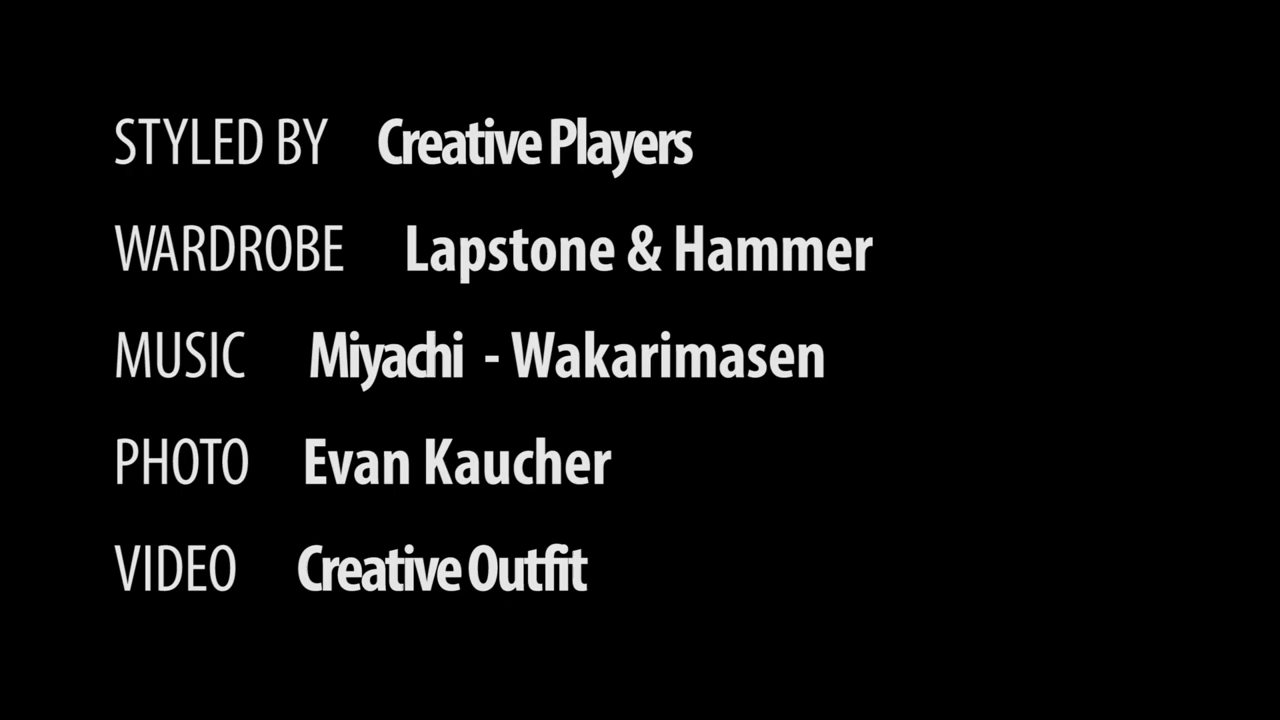 STYLED BY Creative Players
WARDROBE Lapstone & Hammer
MUSIC Miyachi - Wakarimasen
PHOTO Evan Kaucher
VIDEO Creative Outfit